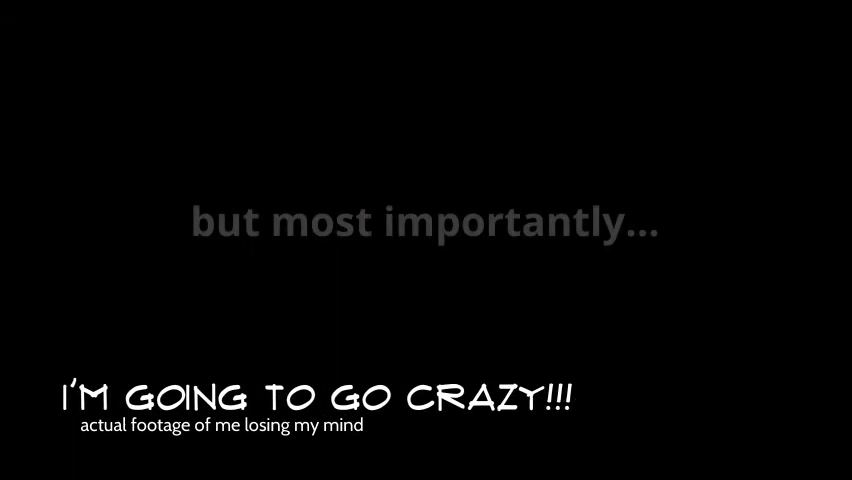 but most importantly...
I'M GOING TO GO CRAZY!!!
actual footage of me losing my mind